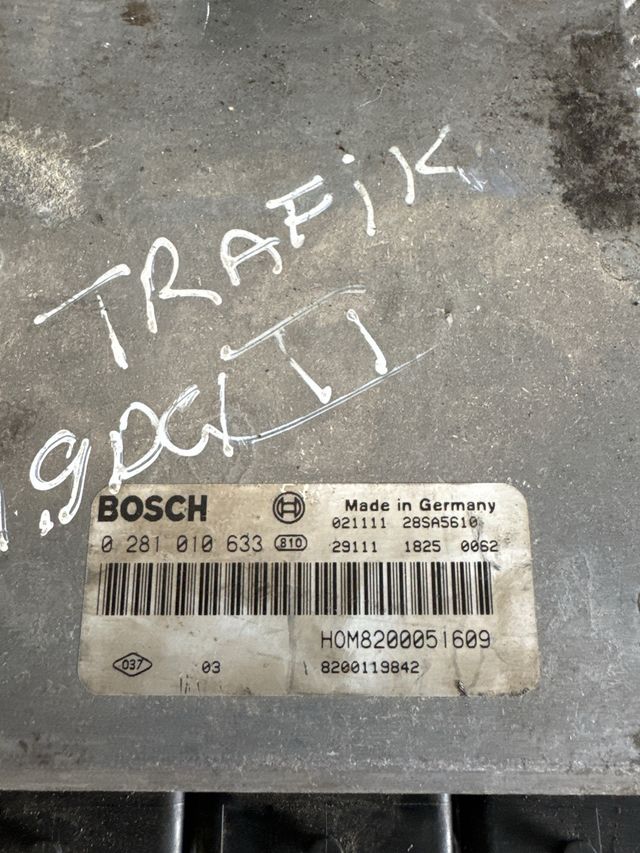 TRAFiK
1.9DCi II
BOSCH Made in Germany
021111 28SA5610
0 281 010 633 810 29111 1825 0062
HOM8200051609
037 03 8200119842